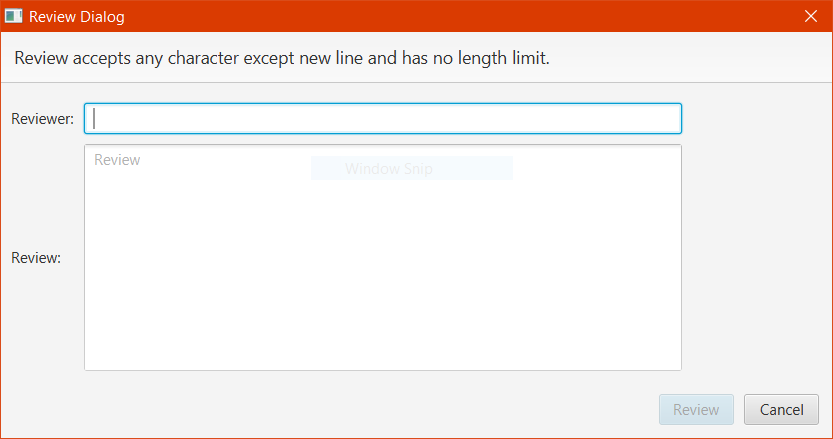 Review Dialog
Review accepts any character except new line and has no length limit.
Reviewer:
Review
Window Snip
Review:
Review
Cancel